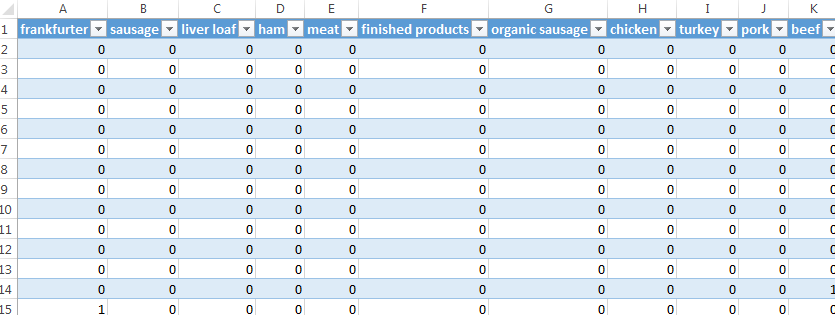 A B C D E F G H I J K
1 frankfurter sausage liver loaf ham meat finished products organic sausage chicken turkey pork beef
2 0 0 0 0 0 0 0 0 0 0 0
3 0 0 0 0 0 0 0 0 0 0 0
4 0 0 0 0 0 0 0 0 0 0 0
5 0 0 0 0 0 0 0 0 0 0 0
6 0 0 0 0 0 0 0 0 0 0 0
7 0 0 0 0 0 0 0 0 0 0 0
8 0 0 0 0 0 0 0 0 0 0 0
9 0 0 0 0 0 0 0 0 0 0 0
10 0 0 0 0 0 0 0 0 0 0 0
11 0 0 0 0 0 0 0 0 0 0 0
12 0 0 0 0 0 0 0 0 0 0 0
13 0 0 0 0 0 0 0 0 0 0 0
14 0 0 0 0 0 0 0 0 0 0 1
15 1 0 0 0 0 0 0 0 0 0 0